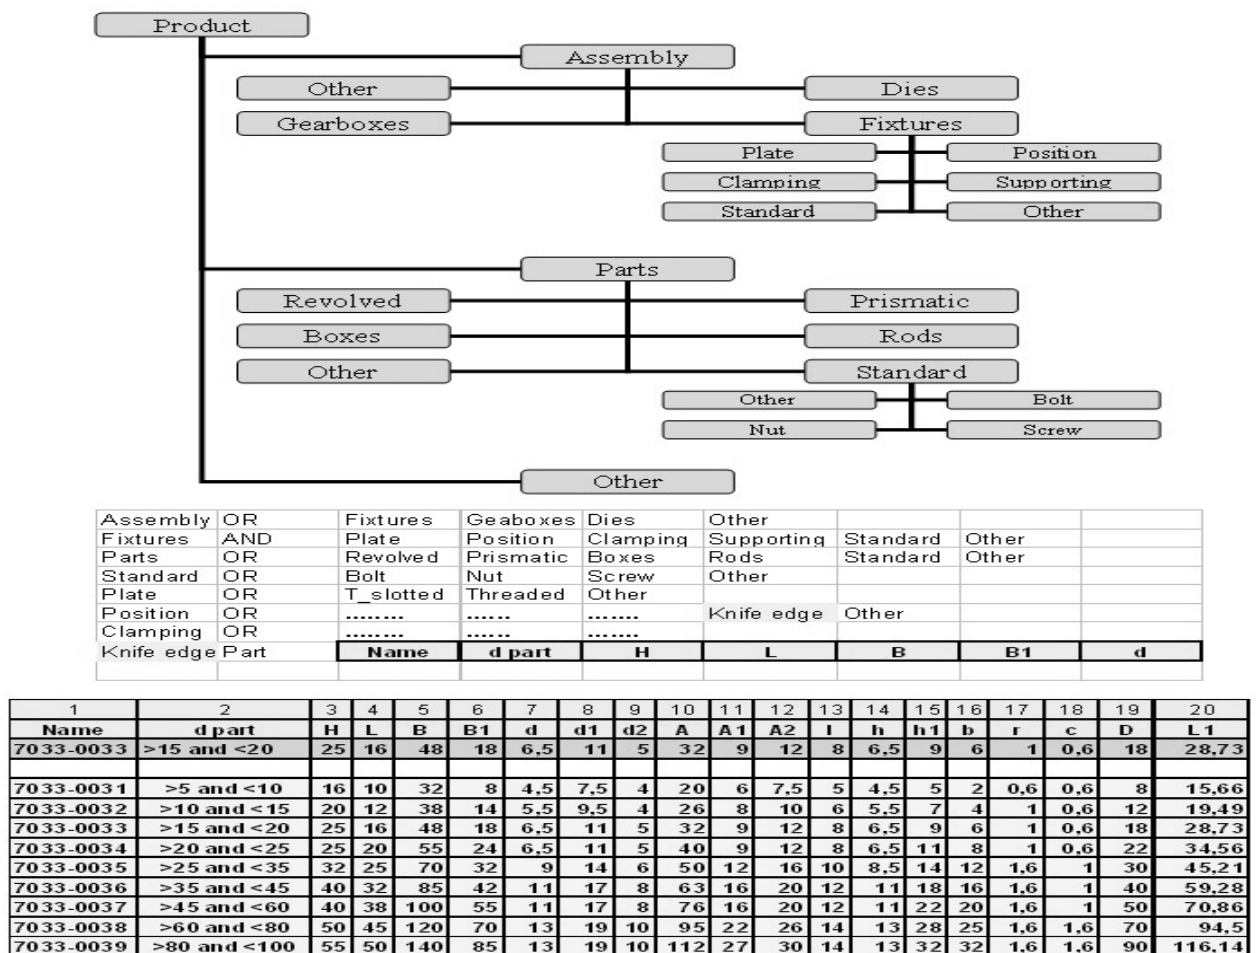 Product
Assembly
Other Dies
Gearboxes Fixtures
Plate Position
Clamping Supporting
Standard Other
Parts
Revolved Prismatic
Boxes Rods
Other Standard
Other Bolt
Nut Screw
Other
Assembly OR Fixtures Geaboxes Dies Other
Fixtures AND Plate Position Clamping Supporting Standard Other
Parts OR Revolved Prismatic Boxes Rods Standard Other
Standard OR Bolt Nut Screw Other
Plate OR T_slotted Threaded Other
Position OR ........ ...... ....... Knife edge Other
Clamping OR ........ ...... .......
Knife edge Part Name d part H L B B1 d
1 2 3 4 5 6 7 8 9 10 11 12 13 14 15 16 17 18 19 20
Name d part H L B B1 d d1 d2 A A1 A2 l h h1 b r c D L1
7033-0033 >15 and <20 25 16 48 18 6,5 11 5 32 9 12 8 6,5 9 6 1 0,6 18 28,73
7033-0031 >5 and <10 16 10 32 8 4,5 7,5 4 20 6 7,5 5 4,5 5 2 0,6 0,6 8 15,66
7033-0032 >10 and <15 20 12 38 14 5,5 9,5 4 26 8 10 6 5,5 7 4 1 0,6 12 19,49
7033-0033 >15 and <20 25 16 48 18 6,5 11 5 32 9 12 8 6,5 9 6 1 0,6 18 28,73
7033-0034 >20 and <25 25 20 55 24 6,5 11 5 40 9 12 8 6,5 11 8 1 0,6 22 34,56
7033-0035 >25 and <35 32 25 70 32 9 14 6 50 12 16 10 8,5 14 12 1,6 1 30 45,21
7033-0036 >35 and <45 40 32 85 42 11 17 8 63 16 20 12 11 18 16 1,6 1 40 59,28
7033-0037 >45 and <60 40 38 100 55 11 17 8 76 16 20 12 11 22 20 1,6 1 50 70,86
7033-0038 >60 and <80 50 45 120 70 13 19 10 95 22 26 14 13 28 25 1,6 1,6 70 94,5
7033-0039 >80 and <100 55 50 140 85 13 19 10 112 27 30 14 13 32 32 1,6 1,6 90 116,14